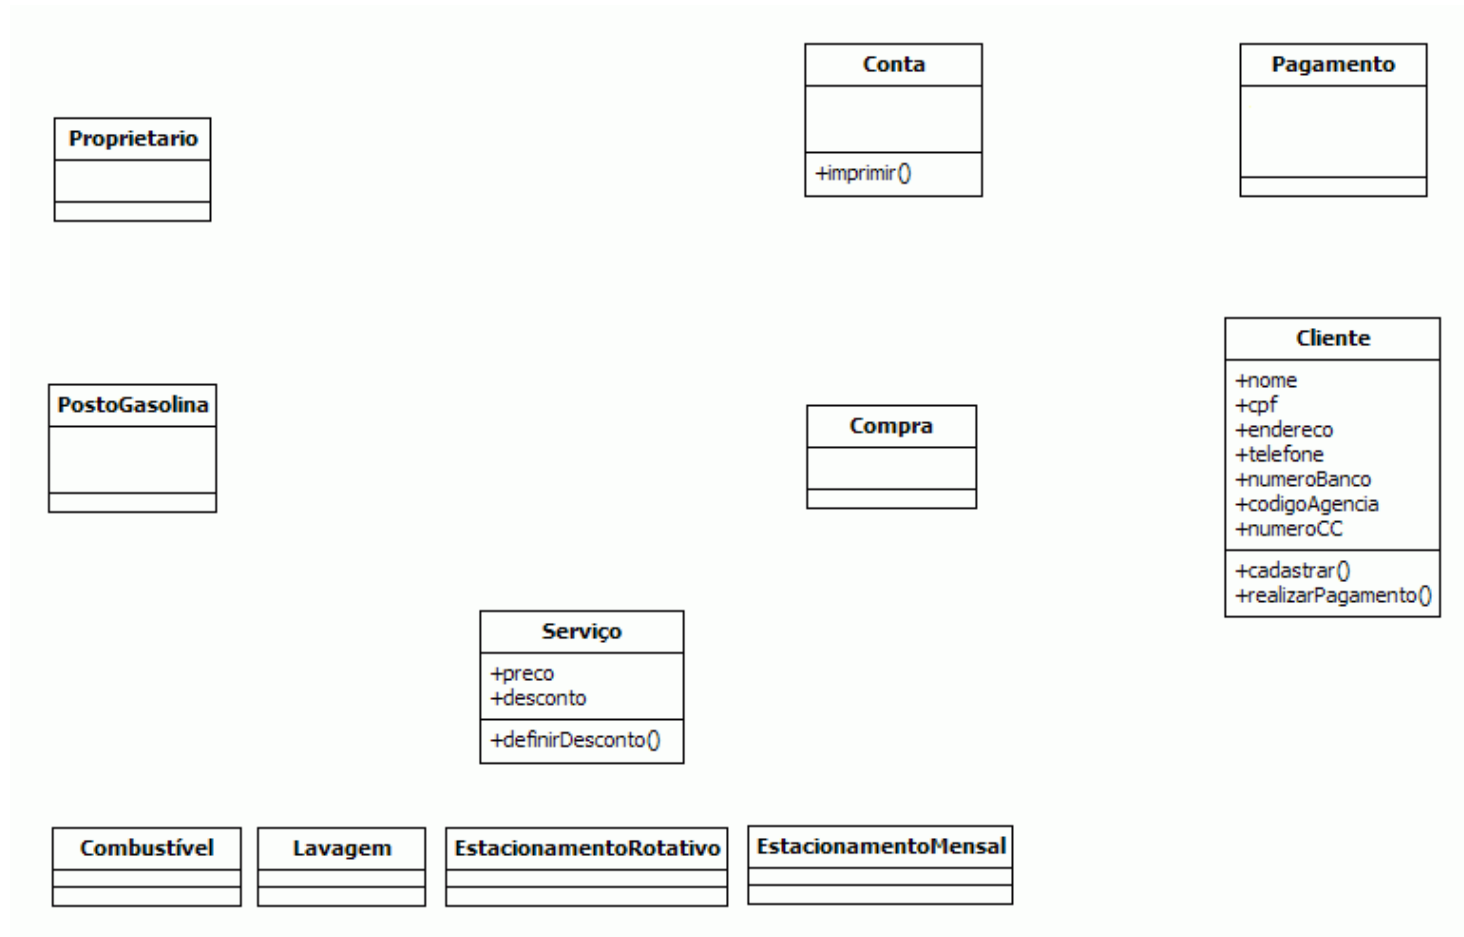 Conta
+imprimir()
Pagamento
Proprietario
PostoGasolina
Compra
Cliente
+nome
+cpf
+endereco
+telefone
+numeroBanco
+codigoAgencia
+numeroCC
+cadastrar()
+realizarPagamento()
Serviço
+preco
+desconto
+definirDesconto()
Combustível
Lavagem
EstacionamentoRotativo
EstacionamentoMensal